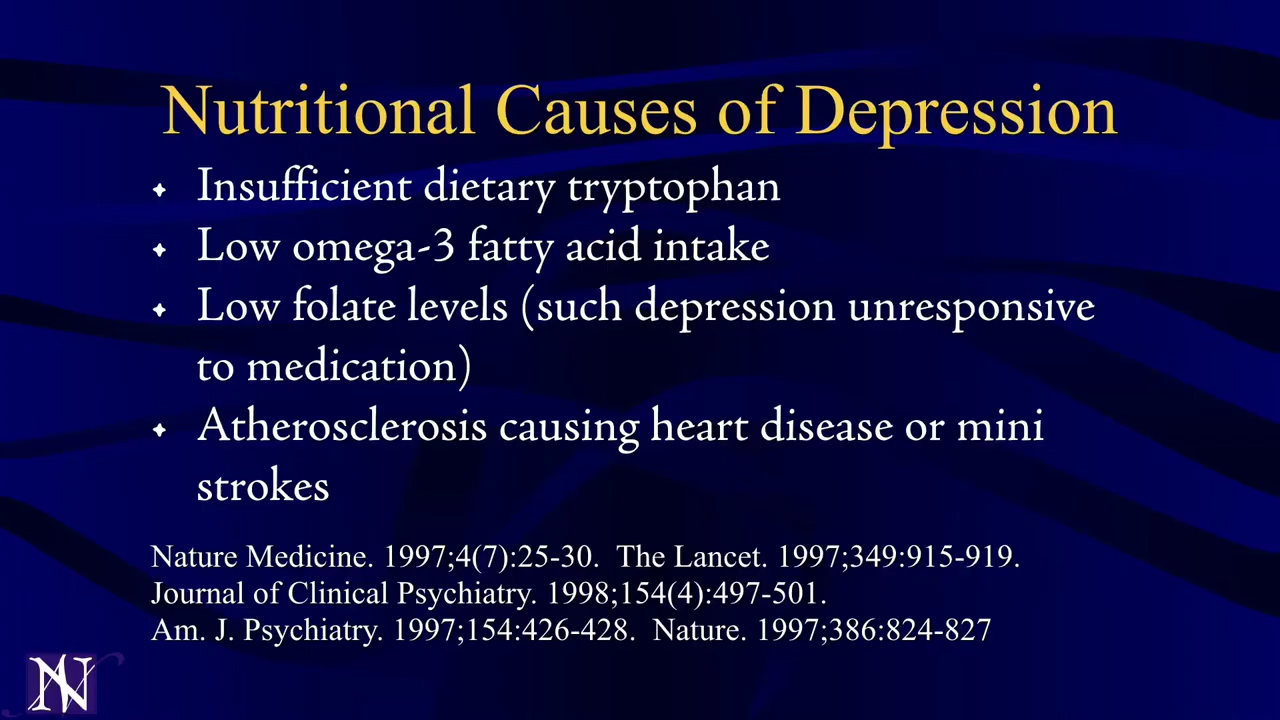 Nutritional Causes of Depression
Insufficient dietary tryptophan
Low omega-3 fatty acid intake
Low folate levels (such depression unresponsive
to medication)
Atherosclerosis causing heart disease or mini
strokes
Nature Medicine. 1997;4(7):25-30.  The Lancet. 1997;349:915-919.
Journal of Clinical Psychiatry. 1998;154(4):497-501.
Am. J. Psychiatry. 1997;154:426-428.  Nature. 1997;386:824-827